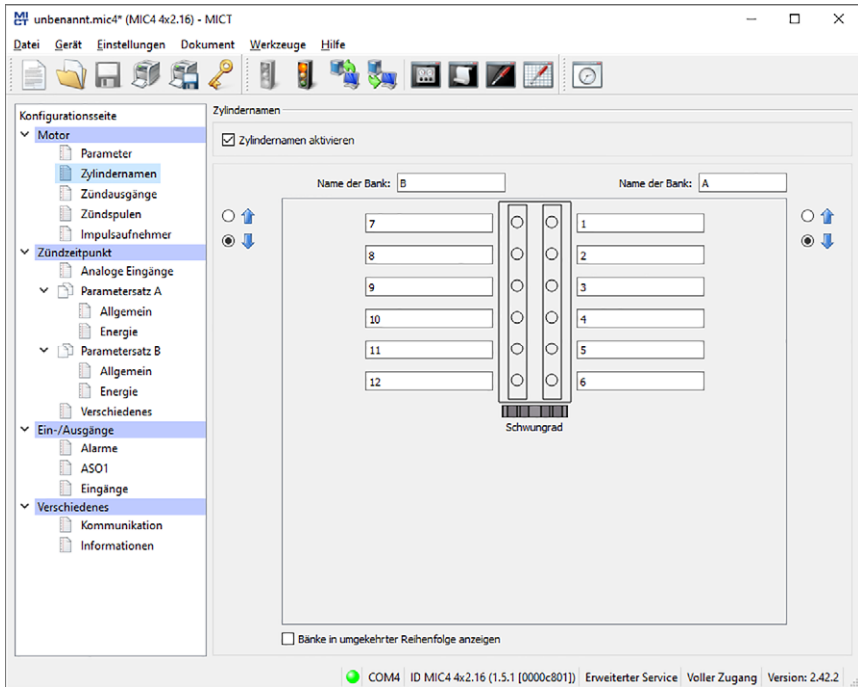 MICT unbenannt.mic4* (MIC4 4x2.16) - MICT
Datei Gerät Einstellungen Dokument Werkzeuge Hilfe
Konfigurationsseite
Motor
Parameter
Zylindernamen
Zündausgänge
Zündspulen
Impulsaufnehmer
Zündzeitpunkt
Analoge Eingänge
Parametersatz A
Allgemein
Energie
Parametersatz B
Allgemein
Energie
Verschiedenes
Ein-/Ausgänge
Alarme
ASO1
Eingänge
Verschiedenes
Kommunikation
Informationen
Zylindernamen
Zylindernamen aktivieren
Name der Bank: B Name der Bank: A
7 1
8 2
9 3
10 4
11 5
12 6
Schwungrad
Bänke in umgekehrter Reihenfolge anzeigen
COM4 ID MIC4 4x2.16 (1.5.1 [0000c801]) Erweiterter Service Voller Zugang Version: 2.42.2